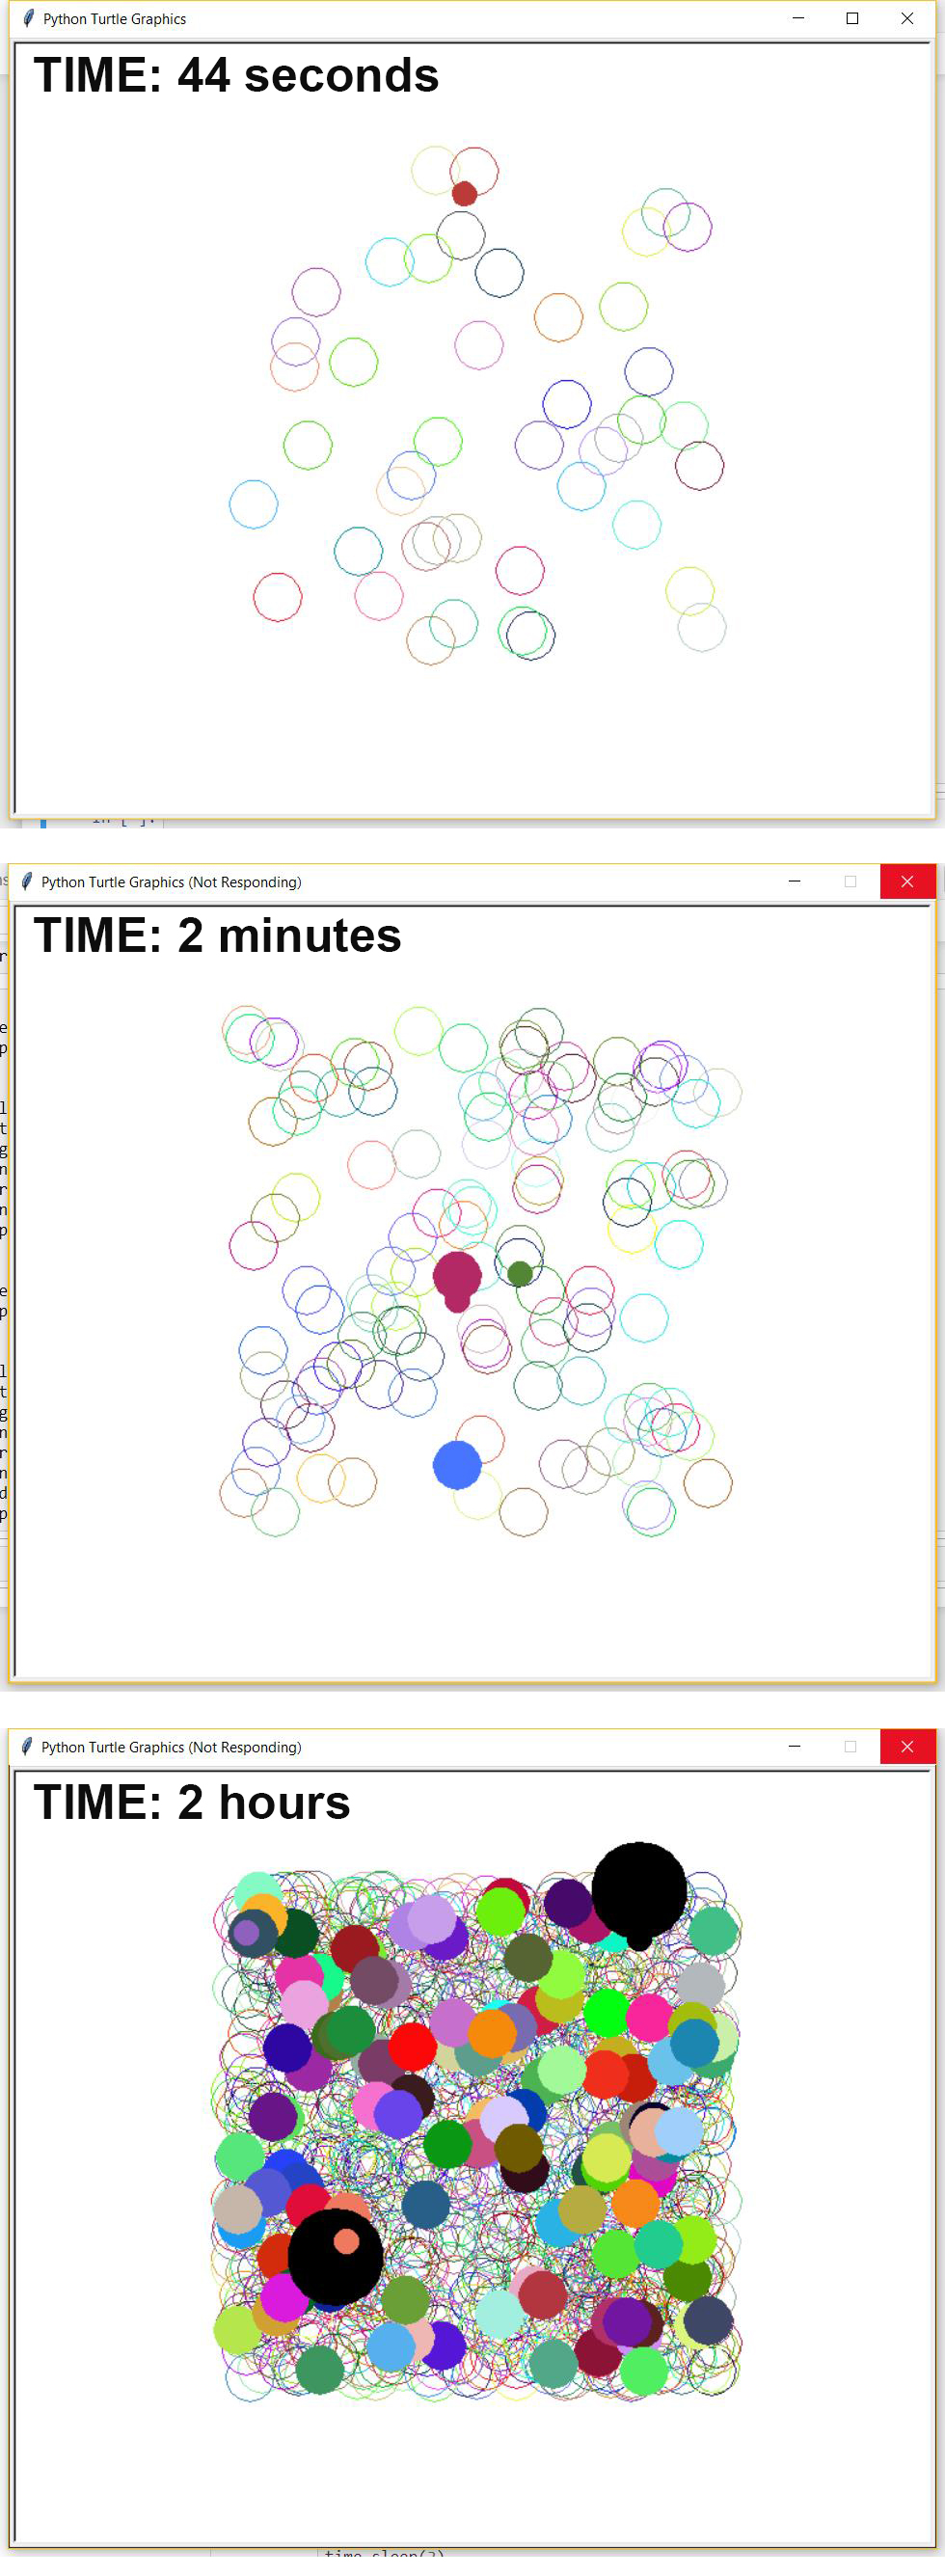 Python Turtle Graphics
TIME: 44 seconds
Python Turtle Graphics (Not Responding)
TIME: 2 minutes
Python Turtle Graphics (Not Responding)
TIME: 2 hours
time.sleep(2)